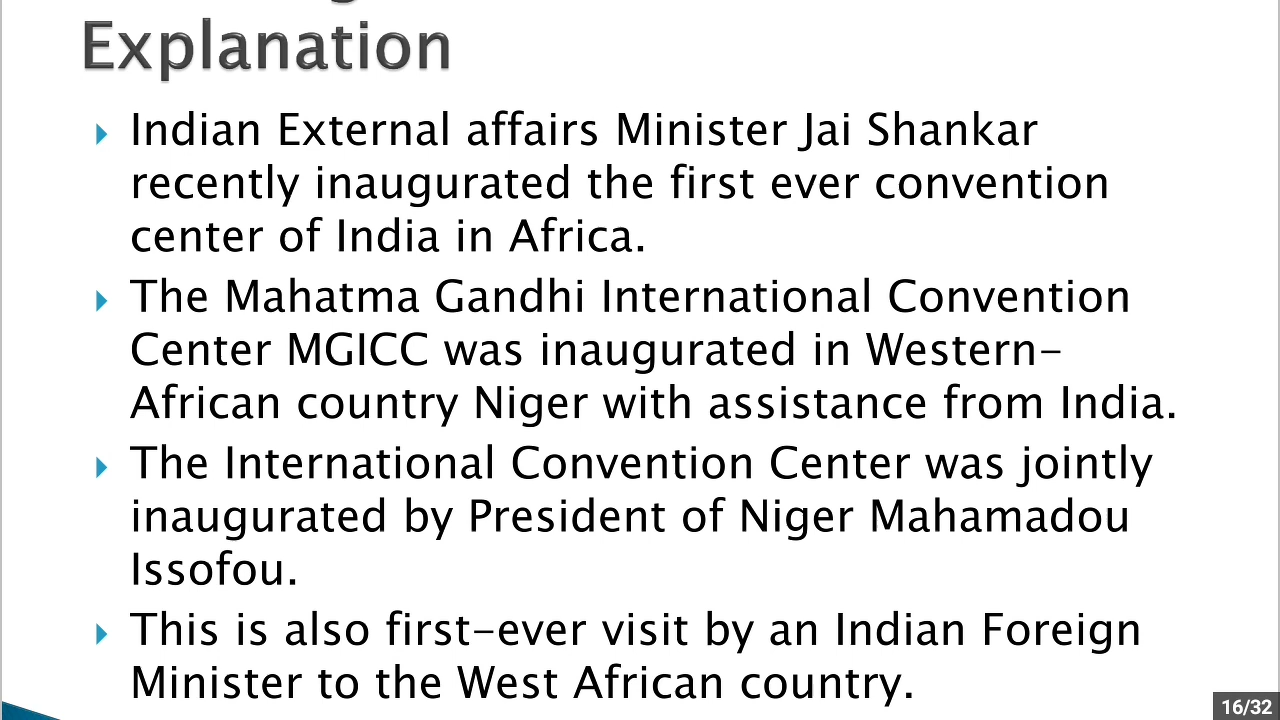 Explanation
Indian External affairs Minister Jai Shankar
recently inaugurated the first ever convention
center of India in Africa.
The Mahatma Gandhi International Convention
Center MGICC was inaugurated in Western-
African country Niger with assistance from India.
The International Convention Center was jointly
inaugurated by President of Niger Mahamadou
Issofou.
This is also first-ever visit by an Indian Foreign
Minister to the West African country.
16/32